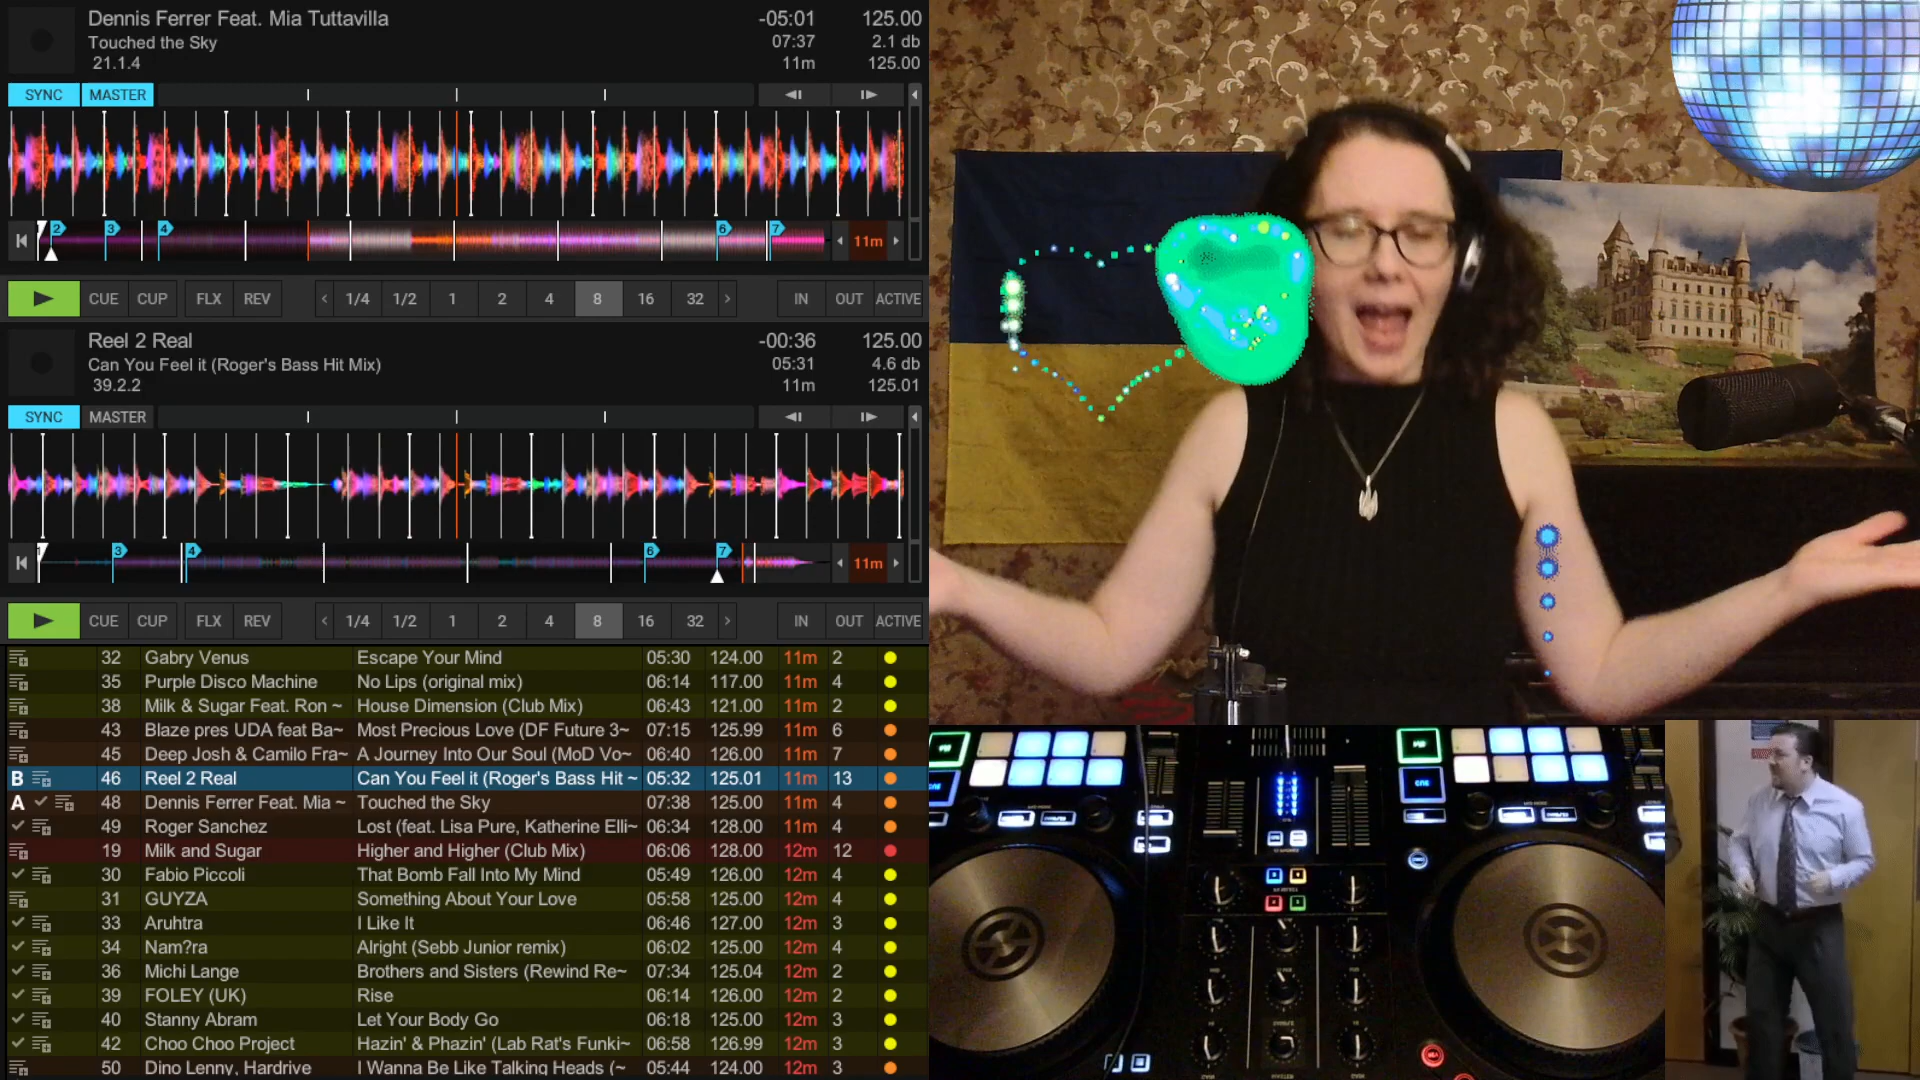 Dennis Ferrer Feat. Mia Tuttavilla -05:01 125.00
Touched the Sky 07:37 2.1 db
21.1.4 11m 125.00
SYNC MASTER
2 3 4 6 7 11m
CUE CUP FLX REV 1/4 1/2 1 2 4 8 16 32 IN OUT ACTIVE
Reel 2 Real -00:36 125.00
Can You Feel it (Roger's Bass Hit Mix) 05:31 4.6 db
39.2.2 11m 125.01
SYNC MASTER
1 3 4 6 7 11m
CUE CUP FLX REV 1/4 1/2 1 2 4 8 16 32 IN OUT ACTIVE
32 Gabry Venus Escape Your Mind 05:30 124.00 11m 2
35 Purple Disco Machine No Lips (original mix) 06:14 117.00 11m 4
38 Milk & Sugar Feat. Ron ~ House Dimension (Club Mix) 06:43 121.00 11m 2
43 Blaze pres UDA feat Ba~ Most Precious Love (DF Future 3~ 07:15 125.99 11m 6
45 Deep Josh & Camilo Fra~ A Journey Into Our Soul (MoD Vo~ 06:40 126.00 11m 7
B 46 Reel 2 Real Can You Feel it (Roger's Bass Hit ~ 05:32 125.01 11m 13
A 48 Dennis Ferrer Feat. Mia ~ Touched the Sky 07:38 125.00 11m 4
49 Roger Sanchez Lost (feat. Lisa Pure, Katherine Elli~ 06:34 128.00 11m 4
19 Milk and Sugar Higher and Higher (Club Mix) 06:06 128.00 12m 12
30 Fabio Piccoli That Bomb Fall Into My Mind 05:49 126.00 12m 4
31 GUYZA Something About Your Love 05:58 125.00 12m 4
33 Aruhtra I Like It 06:46 127.00 12m 3
34 Nam?ra Alright (Sebb Junior remix) 06:02 125.00 12m 4
36 Michi Lange Brothers and Sisters (Rewind Re~ 07:34 125.04 12m 2
39 FOLEY (UK) Rise 06:14 126.00 12m 2
40 Stanny Abram Let Your Body Go 06:18 125.00 12m 3
42 Choo Choo Project Hazin' & Phazin' (Lab Rat's Funki~ 06:58 126.99 12m 3
50 Dino Lenny, Hardrive I Wanna Be Like Talking Heads (~ 05:44 124.00 12m 3